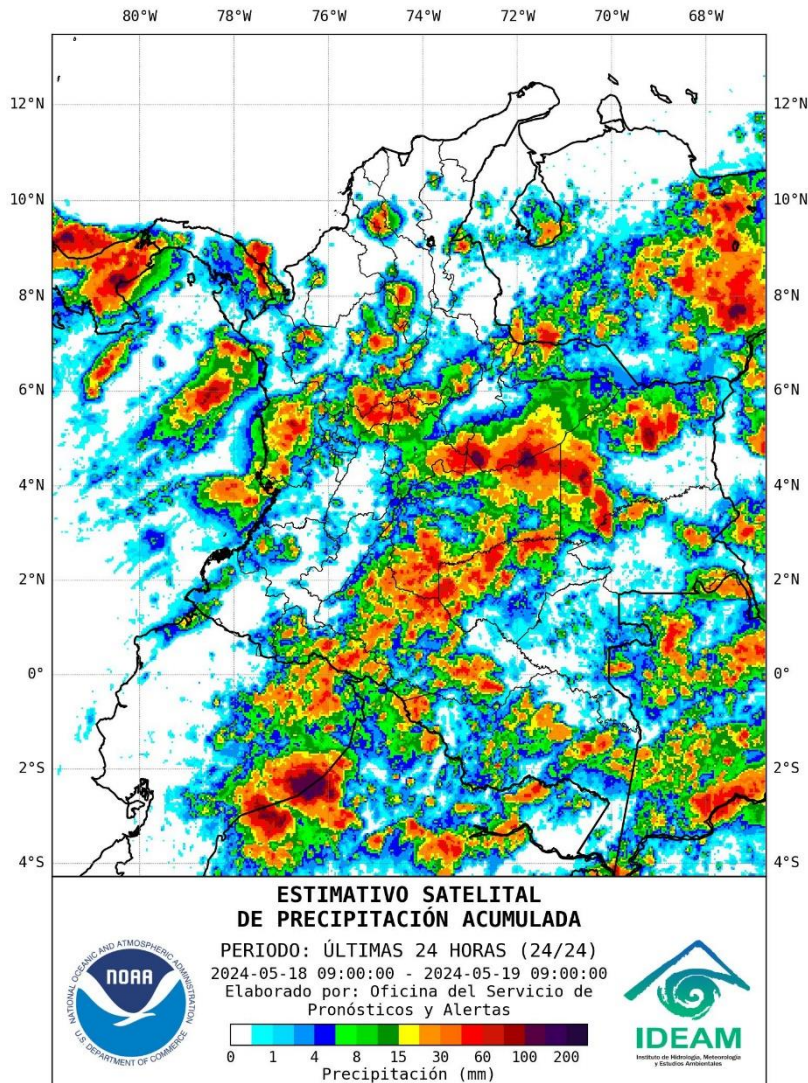 80°W 78°W 76°W 74°W 72°W 70°W 68°W
12°N 12°N
10°N 10°N
8°N 8°N
6°N 6°N
4°N 4°N
2°N 2°N
0° 0°
2°S 2°S
4°S 4°S
ESTIMATIVO SATELITAL
DE PRECIPITACIÓN ACUMULADA
PERIODO: ÚLTIMAS 24 HORAS (24/24)
2024-05-18 09:00:00 - 2024-05-19 09:00:00
Elaborado por: Oficina del Servicio de
Pronósticos y Alertas
0 1 4 8 15 30 60 100 200
Precipitación (mm)
NATIONAL OCEANIC AND ATMOSPHERIC ADMINISTRATION
NOAA
U.S. DEPARTMENT OF COMMERCE
IDEAM
Instituto de Hidrología, Meteorología
y Estudios Ambientales